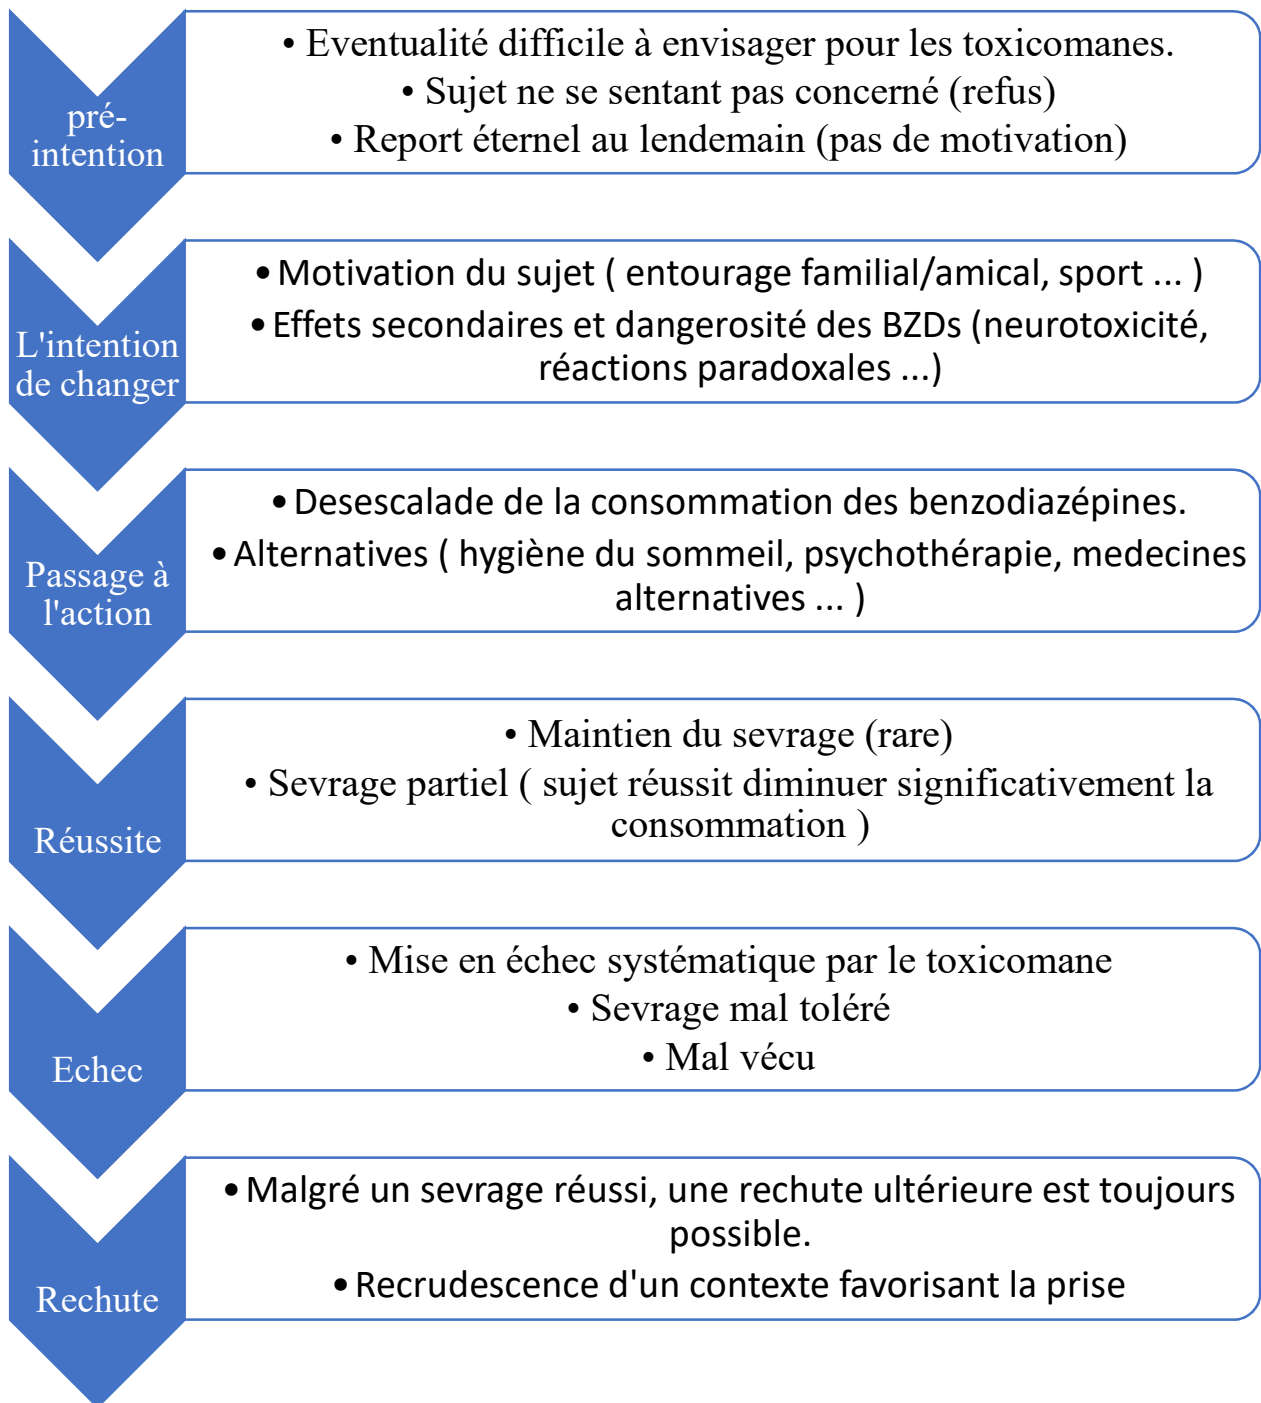 pré-
intention
• Eventualité difficile à envisager pour les toxicomanes.
• Sujet ne se sentant pas concerné (refus)
• Report éternel au lendemain (pas de motivation)
L'intention
de changer
• Motivation du sujet ( entourage familial/amical, sport ... )
• Effets secondaires et dangerosité des BZDs (neurotoxicité,
réactions paradoxales ...)
Passage à
l'action
• Desescalade de la consommation des benzodiazépines.
• Alternatives ( hygiène du sommeil, psychothérapie, medecines
alternatives ... )
Réussite
• Maintien du sevrage (rare)
• Sevrage partiel ( sujet réussit diminuer significativement la
consommation )
Echec
• Mise en échec systématique par le toxicomane
• Sevrage mal toléré
• Mal vécu
Rechute
• Malgré un sevrage réussi, une rechute ultérieure est toujours
possible.
• Recrudescence d'un contexte favorisant la prise